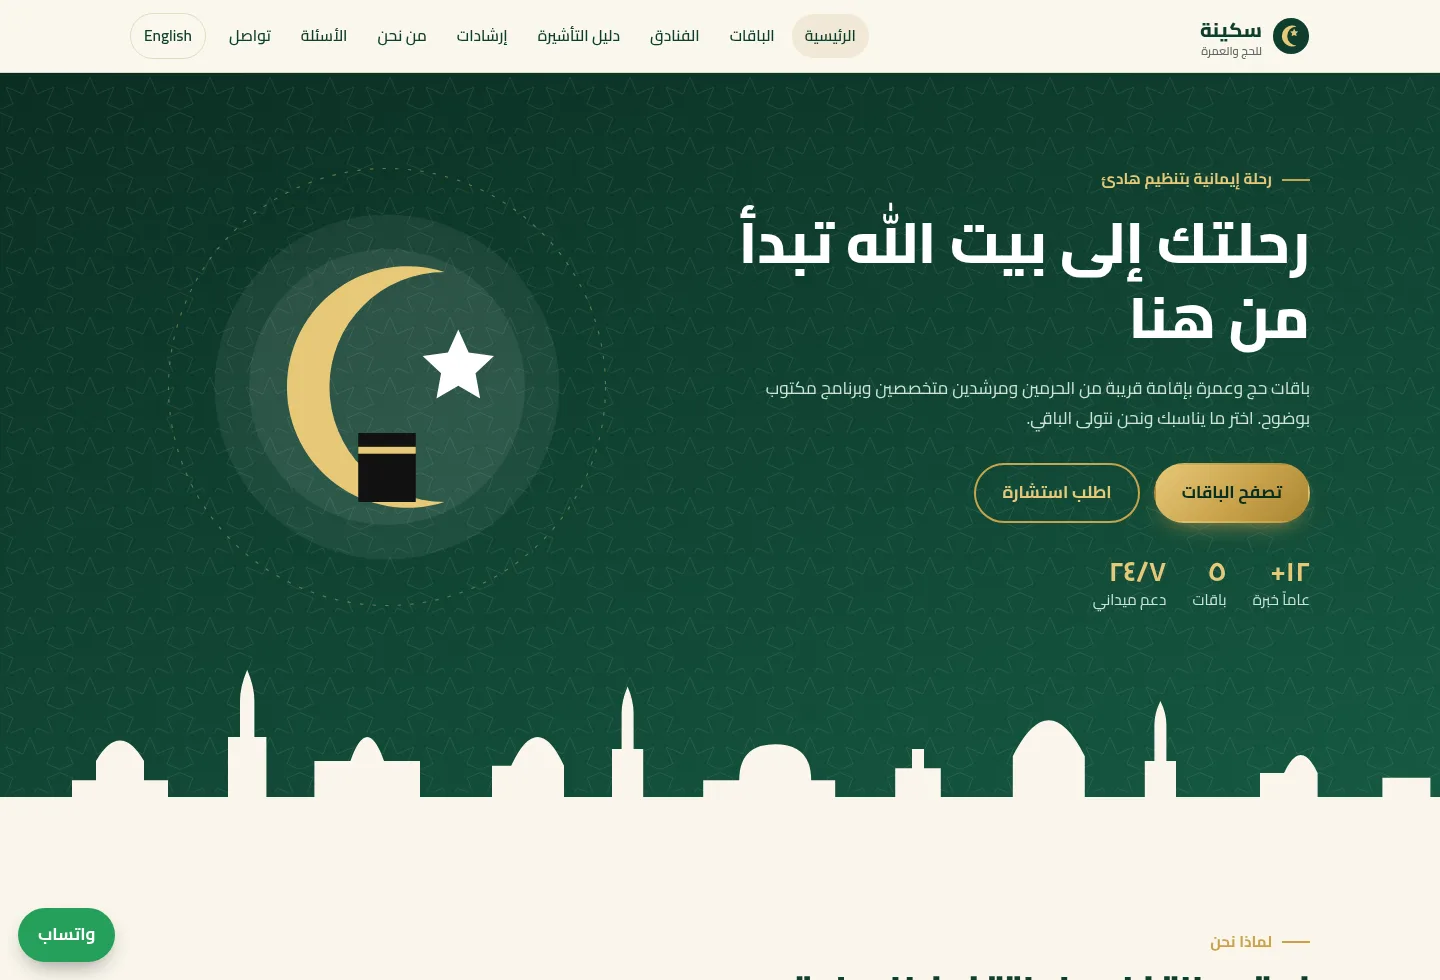 سكينة
للحج والعمرة
الرئيسية
الباقات
الفنادق
دليل التأشيرة
إرشادات
من نحن
الأسئلة
تواصل
English
رحلة إيمانية بتنظيم هادئ
رحلتك إلى بيت الله تبدأ
من هنا
باقات حج وعمرة بإقامة قريبة من الحرمين ومرشدين متخصصين وبرنامج مكتوب
بوضوح. اختر ما يناسبك ونحن نتولى الباقي.
تصفح الباقات
اطلب استشارة
١٢+
عاماً خبرة
٥
باقات
٢٤/٧
دعم ميداني
لماذا نحن
واتساب